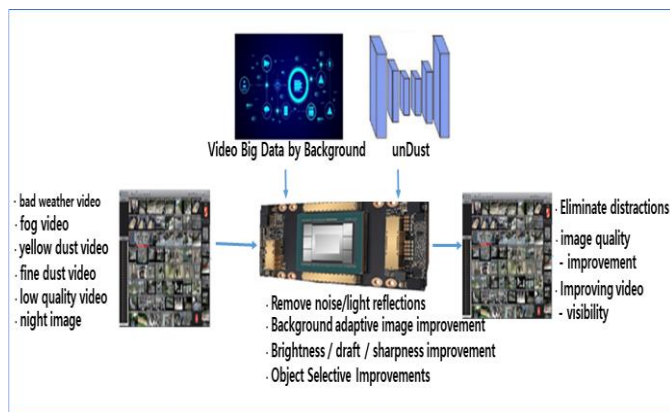 Video Big Data by Background
unDust
· bad weather video
· fog video
· yellow dust video
· fine dust video
· low quality video
· night image
· Remove noise/light reflections
· Background adaptive image improvement
· Brightness / draft / sharpness improvement
· Object Selective Improvements
· Eliminate distractions
· image quality
- improvement
· Improving video
- visibility